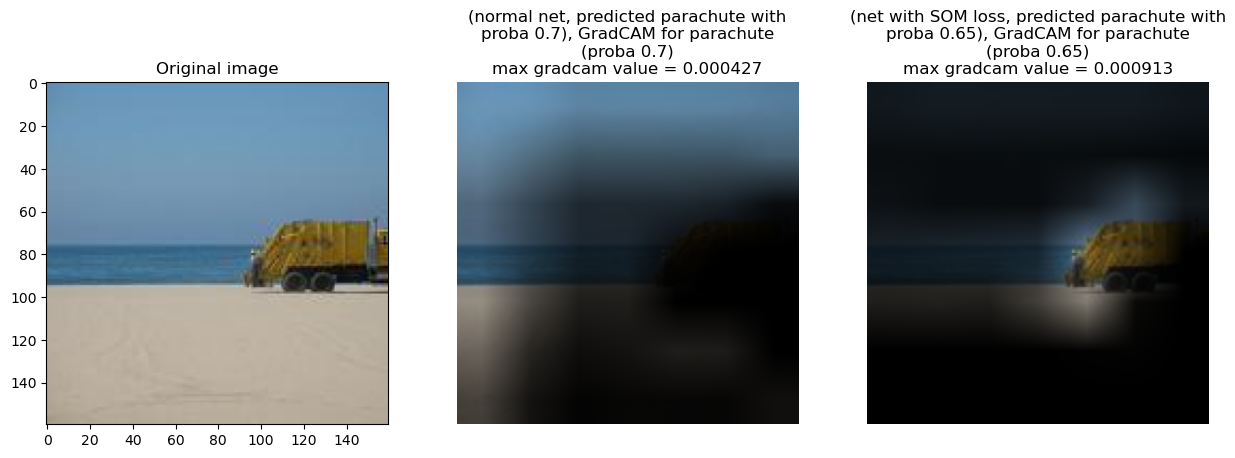 Original image
(normal net, predicted parachute with
proba 0.7), GradCAM for parachute
(proba 0.7)
max gradcam value = 0.000427
(net with SOM loss, predicted parachute with
proba 0.65), GradCAM for parachute
(proba 0.65)
max gradcam value = 0.000913
0
20
40
60
80
100
120
140
0 20 40 60 80 100 120 140